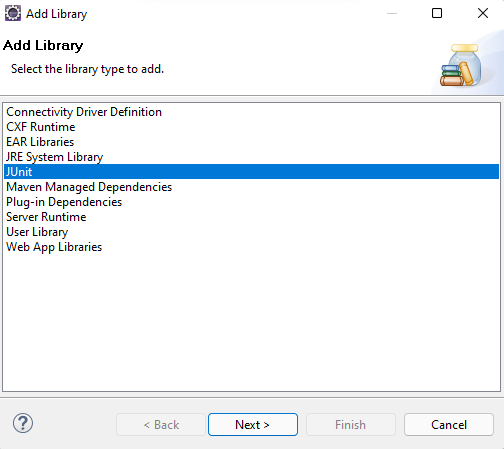 Add Library
Add Library
Select the library type to add.
Connectivity Driver Definition
CXF Runtime
EAR Libraries
JRE System Library
JUnit
Maven Managed Dependencies
Plug-in Dependencies
Server Runtime
User Library
Web App Libraries
?
< Back
Next >
Finish
Cancel